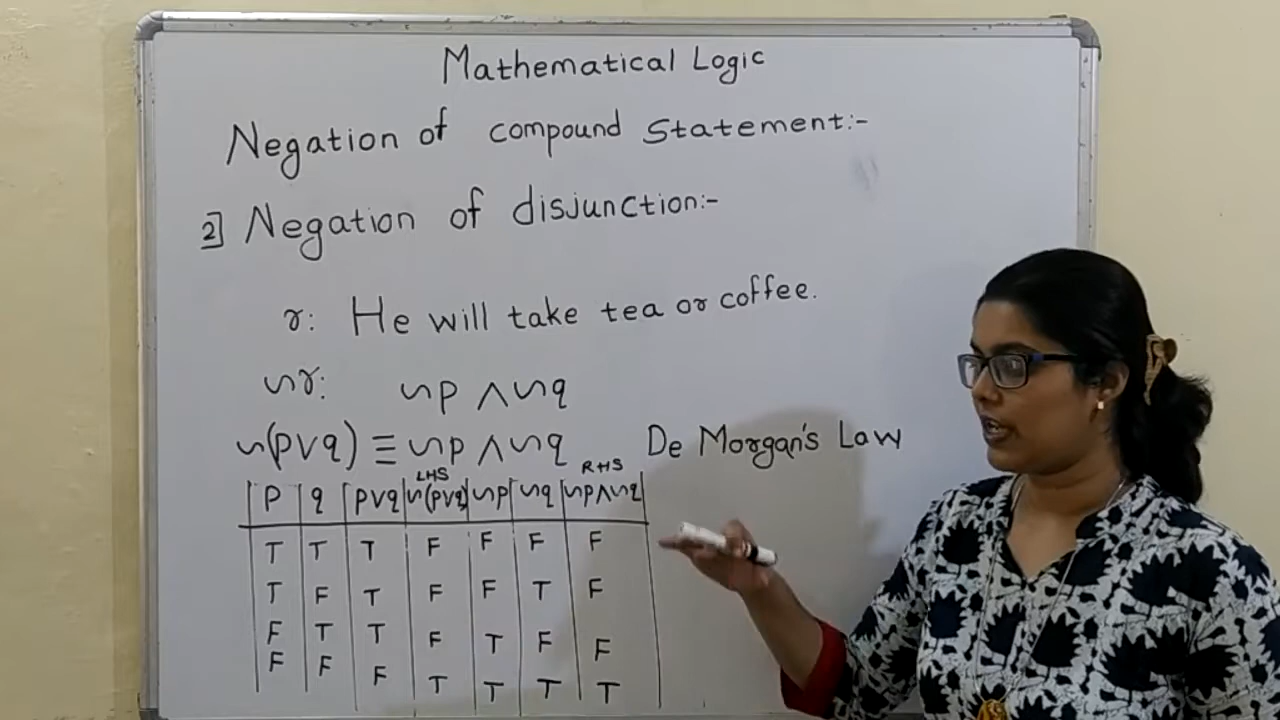 Mathematical Logic
Negation of compound statement:-
2] Negation of disjunction:-
r: He will take tea or coffee.
~r: ~p ∧ ~q
~(p∨q) ≡ ~p ∧ ~q De Morgan's Law
LHS RHS
p q p∨q ~(p∨q) ~p ~q ~p∧~q
T T T F F F F
T F T F F T F
F T T F T F F
F F F T T T T